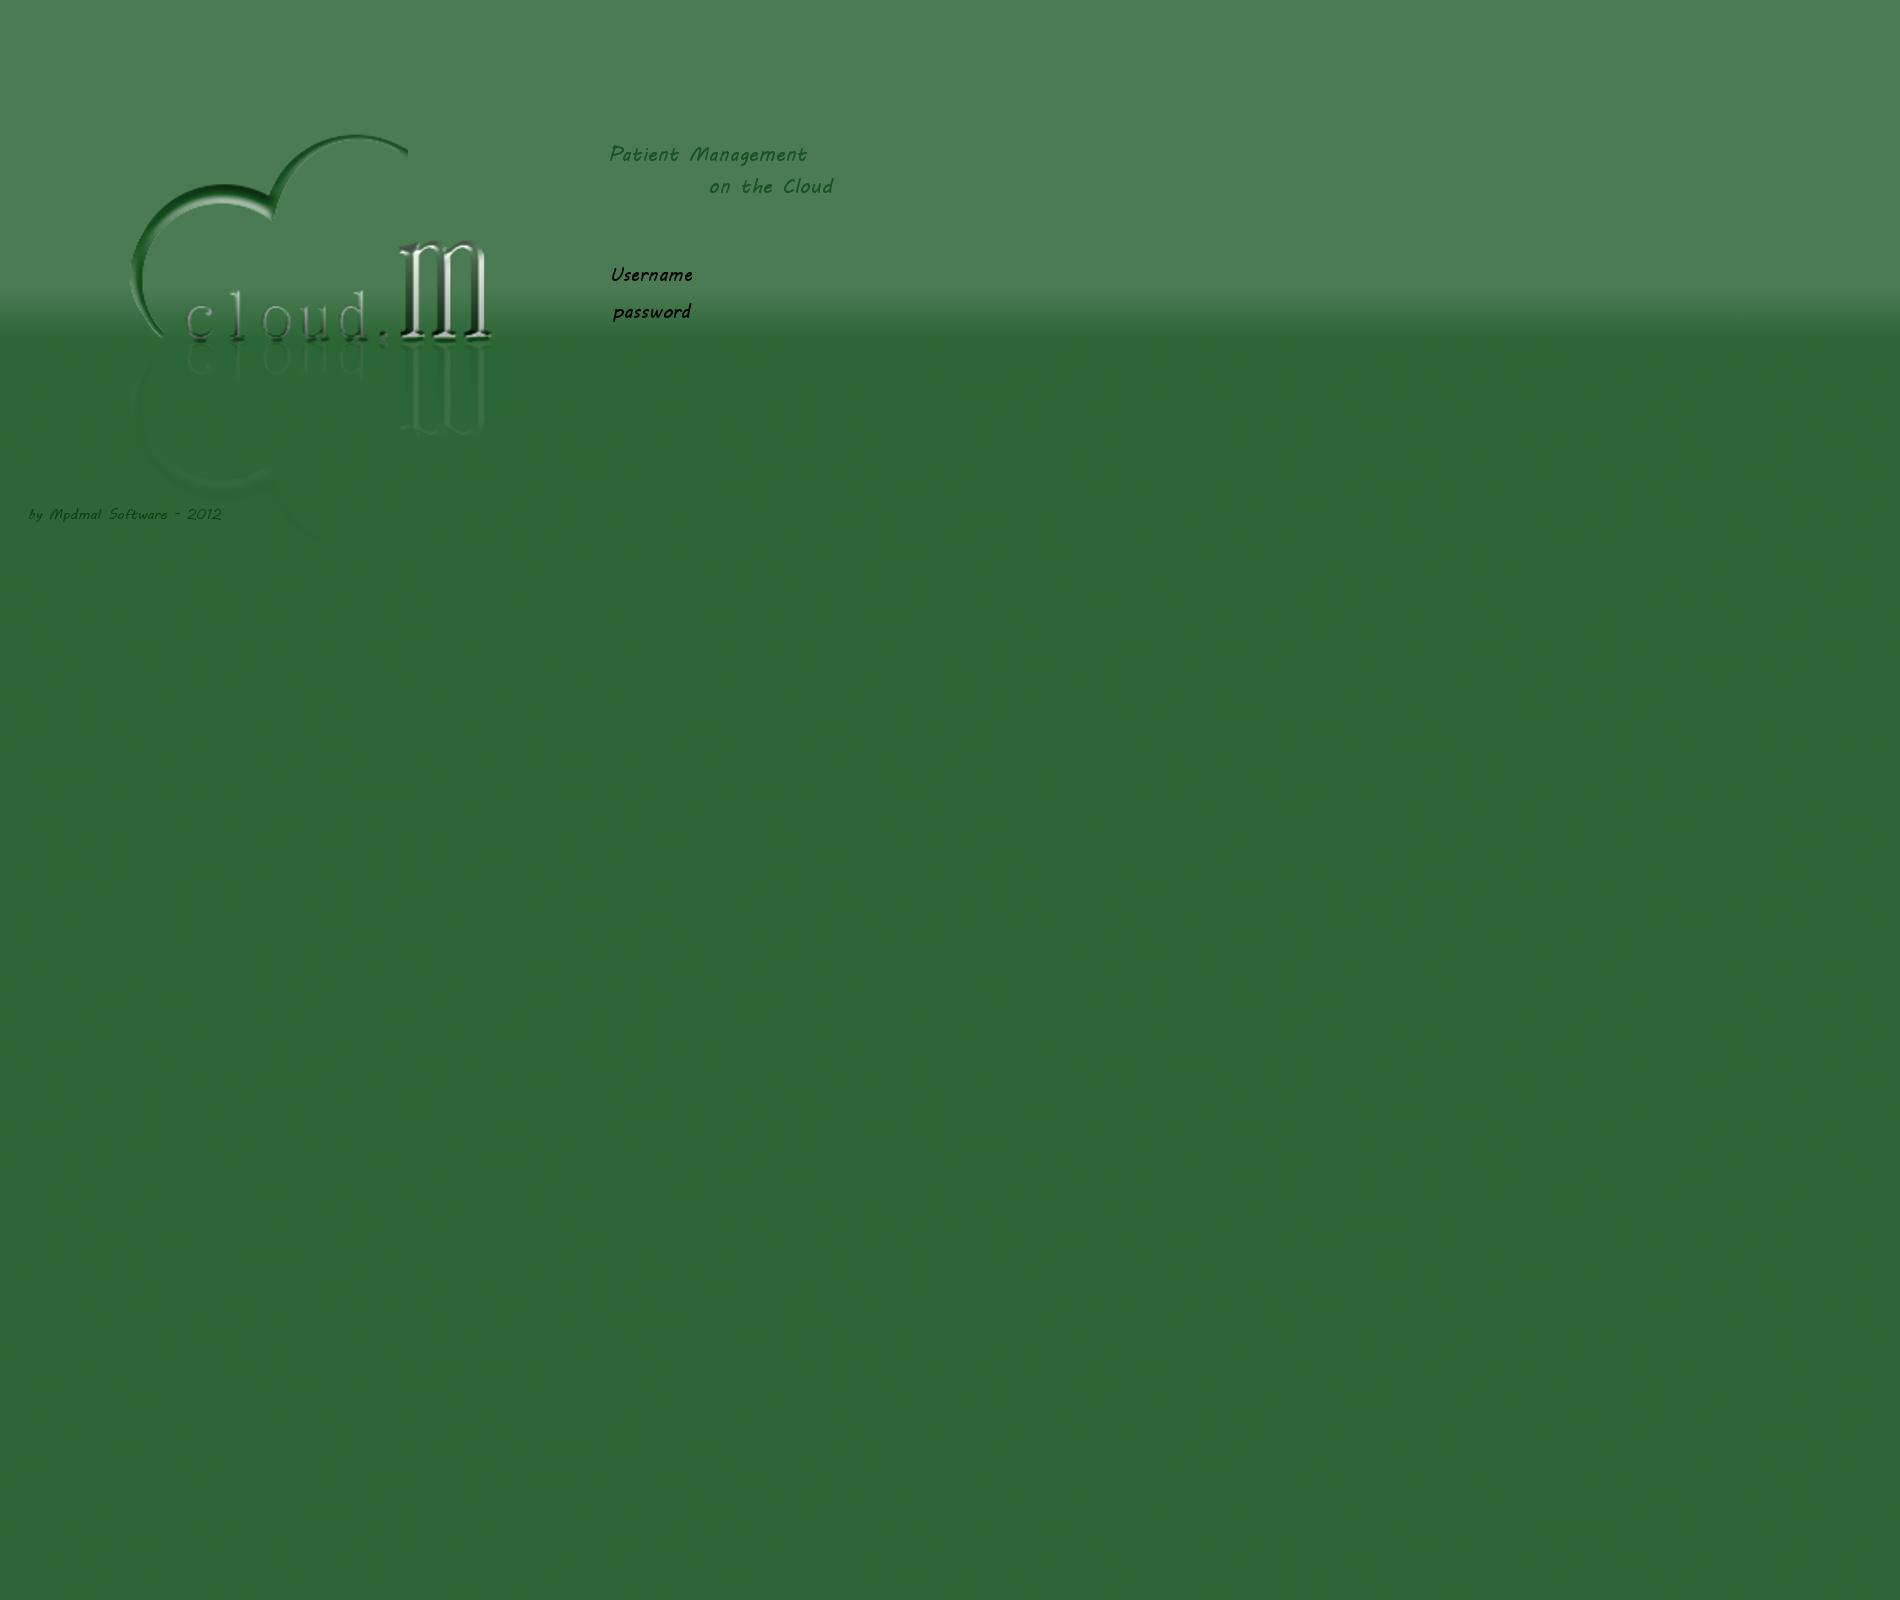 Patient Management
on the Cloud
cloud.m
Username
password
by Mpdmal Software - 2012